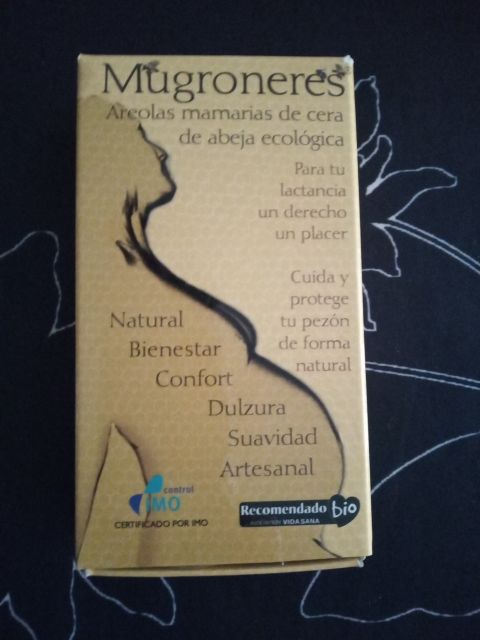 Mugroneres
Areolas mamarias de cera
de abeja ecológica
Para tu
lactancia
un derecho
un placer
Cuida y
protege
tu pezón
de forma
natural
Natural
Bienestar
Confort
Dulzura
Suavidad
Artesanal
control
IMO
CERTIFICADO POR IMO
Recomendado bio
VIDASANA